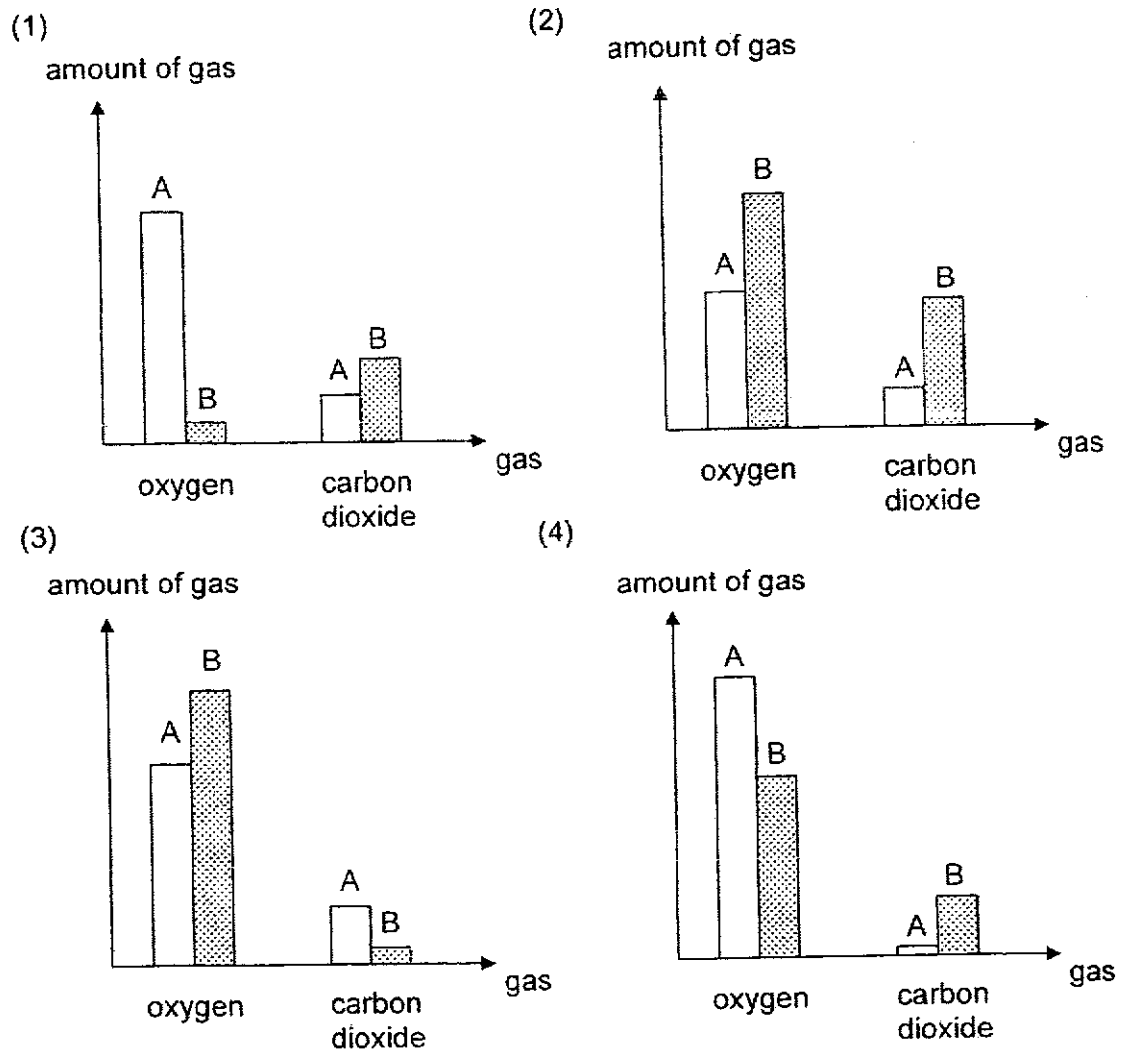 (1)
amount of gas
A
B
A
B
gas
oxygen
carbon
dioxide
(2)
amount of gas
A
B
A
B
gas
oxygen
carbon
dioxide
(3)
amount of gas
A
B
A
B
gas
oxygen
carbon
dioxide
(4)
amount of gas
A
B
A
B
gas
oxygen
carbon
dioxide